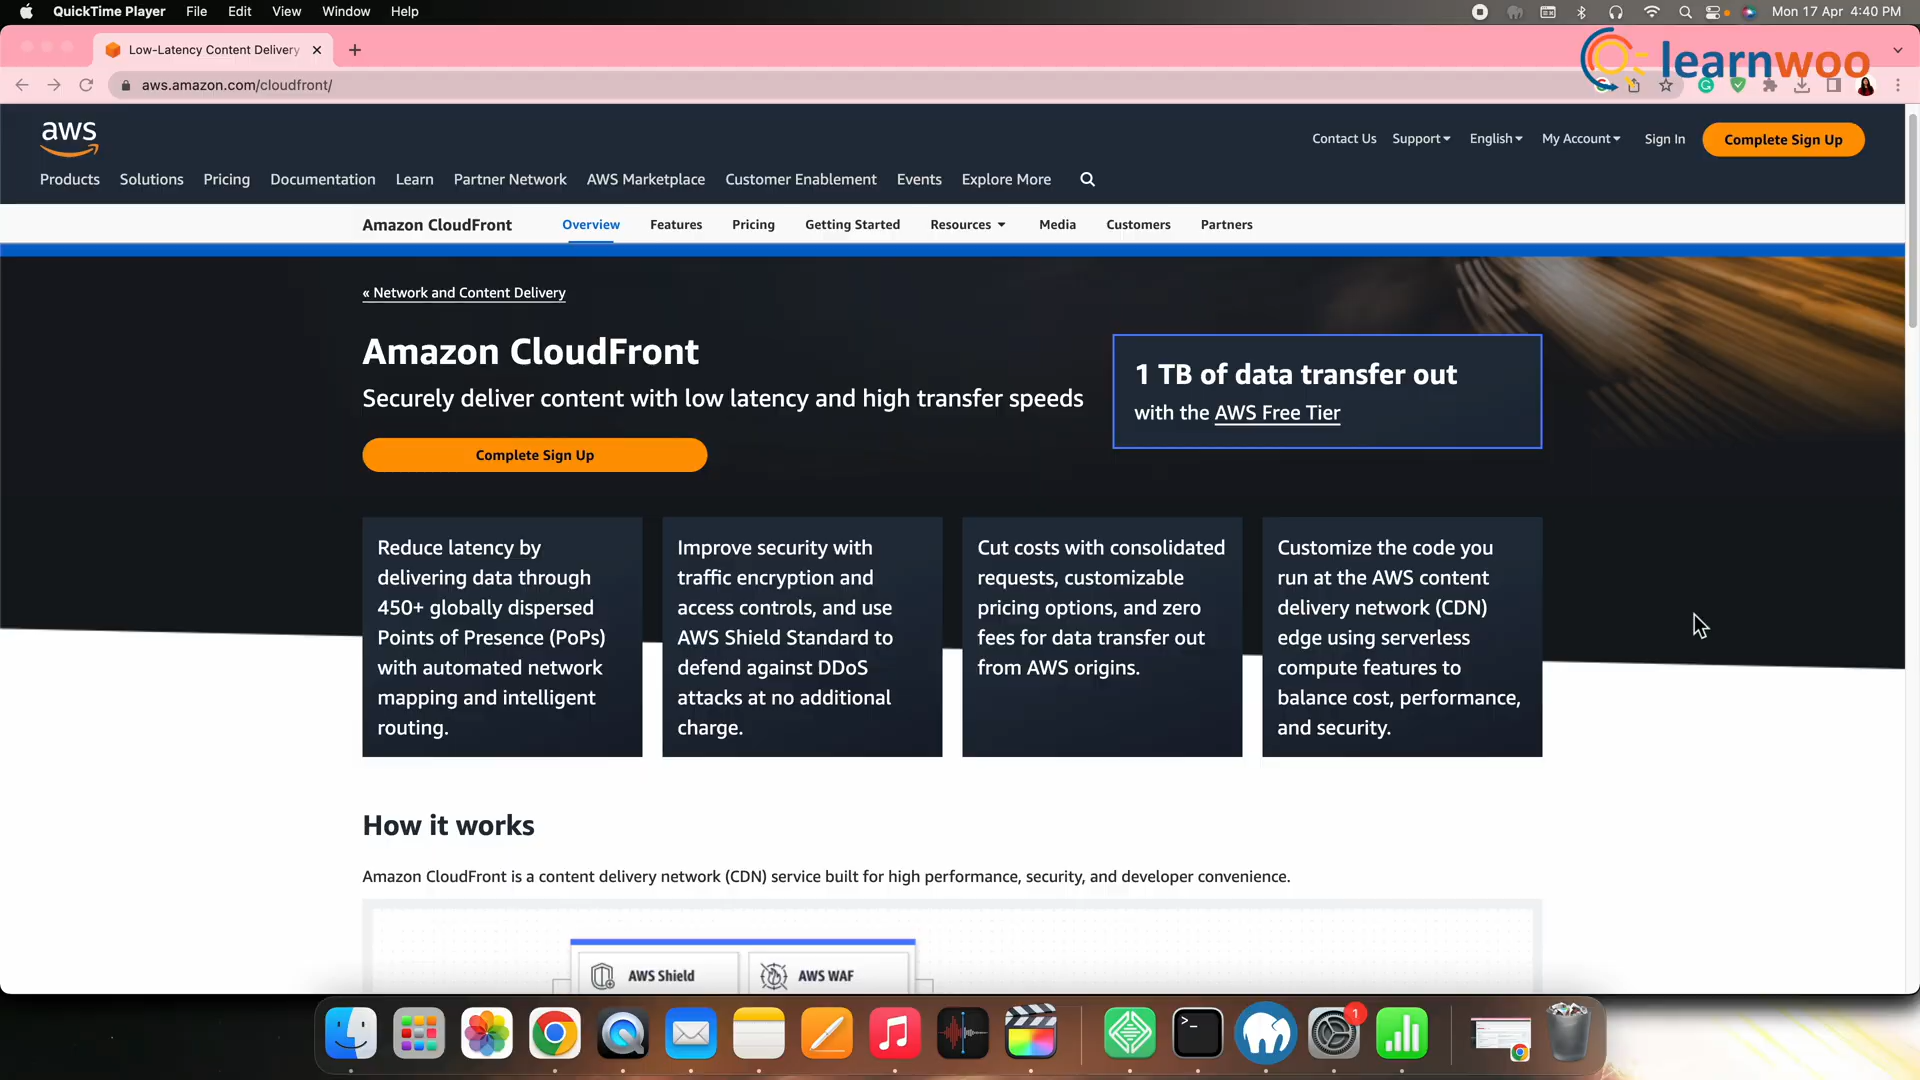 QuickTime Player File Edit View Window Help Mon 17 Apr 4:40 PM
Low-Latency Content Delivery
learnwoo
aws.amazon.com/cloudfront/
aws
Contact Us Support English My Account Sign In Complete Sign Up
Products Solutions Pricing Documentation Learn Partner Network AWS Marketplace Customer Enablement Events Explore More
Amazon CloudFront Overview Features Pricing Getting Started Resources Media Customers Partners
« Network and Content Delivery
Amazon CloudFront
Securely deliver content with low latency and high transfer speeds
Complete Sign Up
1 TB of data transfer out
with the AWS Free Tier
Reduce latency by
delivering data through
450+ globally dispersed
Points of Presence (PoPs)
with automated network
mapping and intelligent
routing.
Improve security with
traffic encryption and
access controls, and use
AWS Shield Standard to
defend against DDoS
attacks at no additional
charge.
Cut costs with consolidated
requests, customizable
pricing options, and zero
fees for data transfer out
from AWS origins.
Customize the code you
run at the AWS content
delivery network (CDN)
edge using serverless
compute features to
balance cost, performance,
and security.
How it works
Amazon CloudFront is a content delivery network (CDN) service built for high performance, security, and developer convenience.
AWS Shield AWS WAF
1